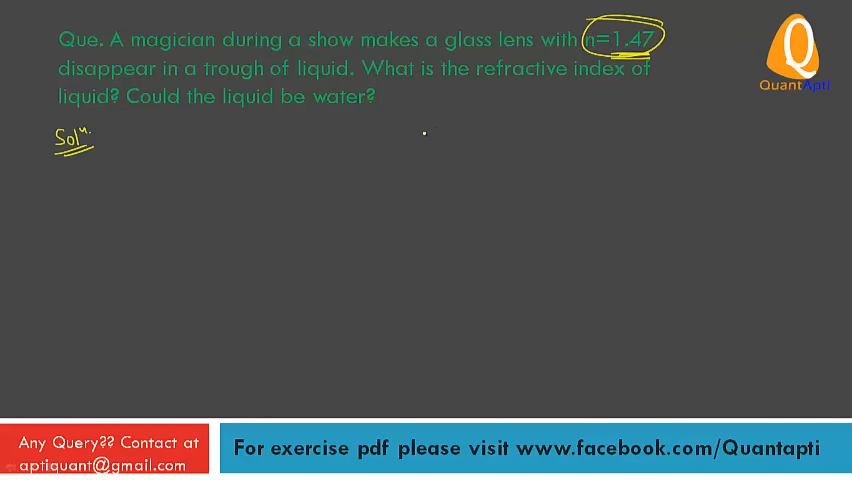 Que. A magician during a show makes a glass lens with n=1.47
disappear in a trough of liquid. What is the refractive index of
liquid? Could the liquid be water?
QuantApti
Solⁿ.
Any Query?? Contact at
aptiquant@gmail.com
For exercise pdf please visit www.facebook.com/Quantapti